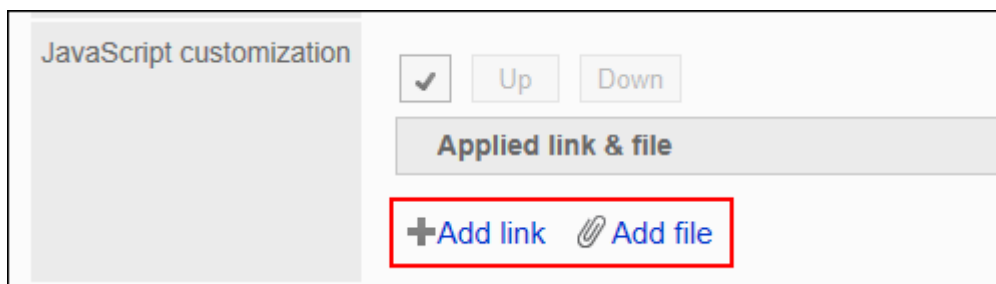 JavaScript customization
Up Down
Applied link & file
Add link Add file